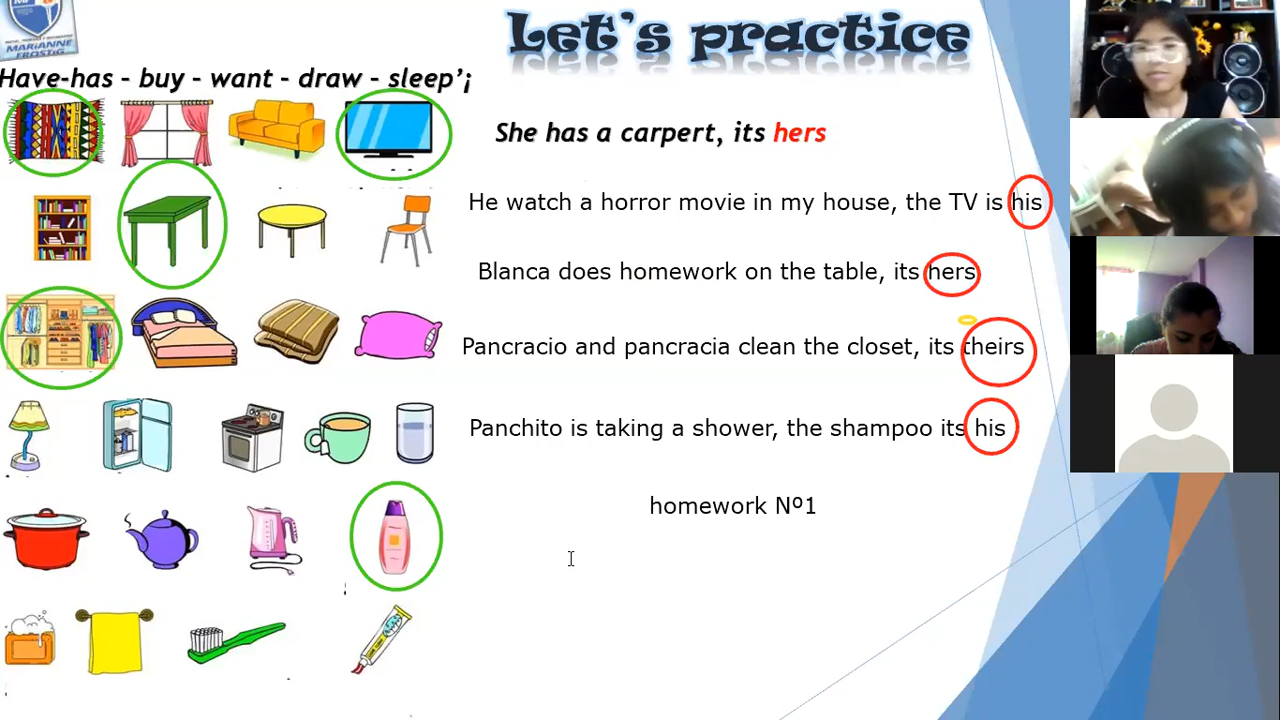 MARIANNE
FROSTIG
Let's practice
Have-has - buy - want - draw - sleep'¡
She has a carpert, its hers
He watch a horror movie in my house, the TV is his
Blanca does homework on the table, its hers
Pancracio and pancracia clean the closet, its theirs
Panchito is taking a shower, the shampoo its his
homework Nº1